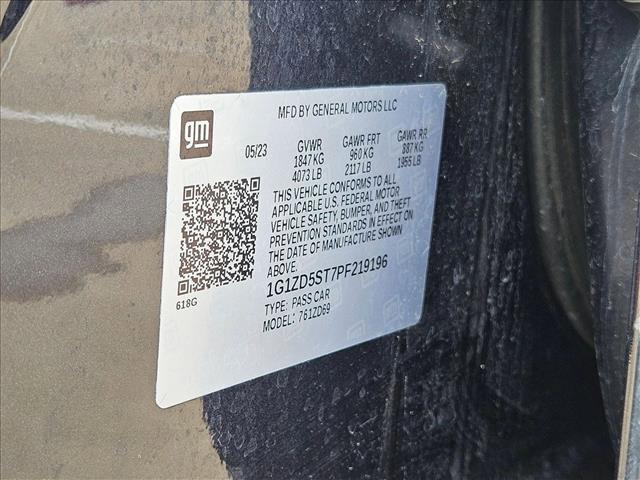 MFD BY GENERAL MOTORS LLC
gm
05/23 GVWR GAWR FRT GAWR RR
1847 KG 960 KG 887 KG
4073 LB 2117 LB 1955 LB
THIS VEHICLE CONFORMS TO ALL
APPLICABLE U.S. FEDERAL MOTOR
VEHICLE SAFETY, BUMPER, AND THEFT
PREVENTION STANDARDS IN EFFECT ON
THE DATE OF MANUFACTURE SHOWN
ABOVE.
1G1ZD5ST7PF219196
618G
TYPE: PASS CAR
MODEL: 761ZD69